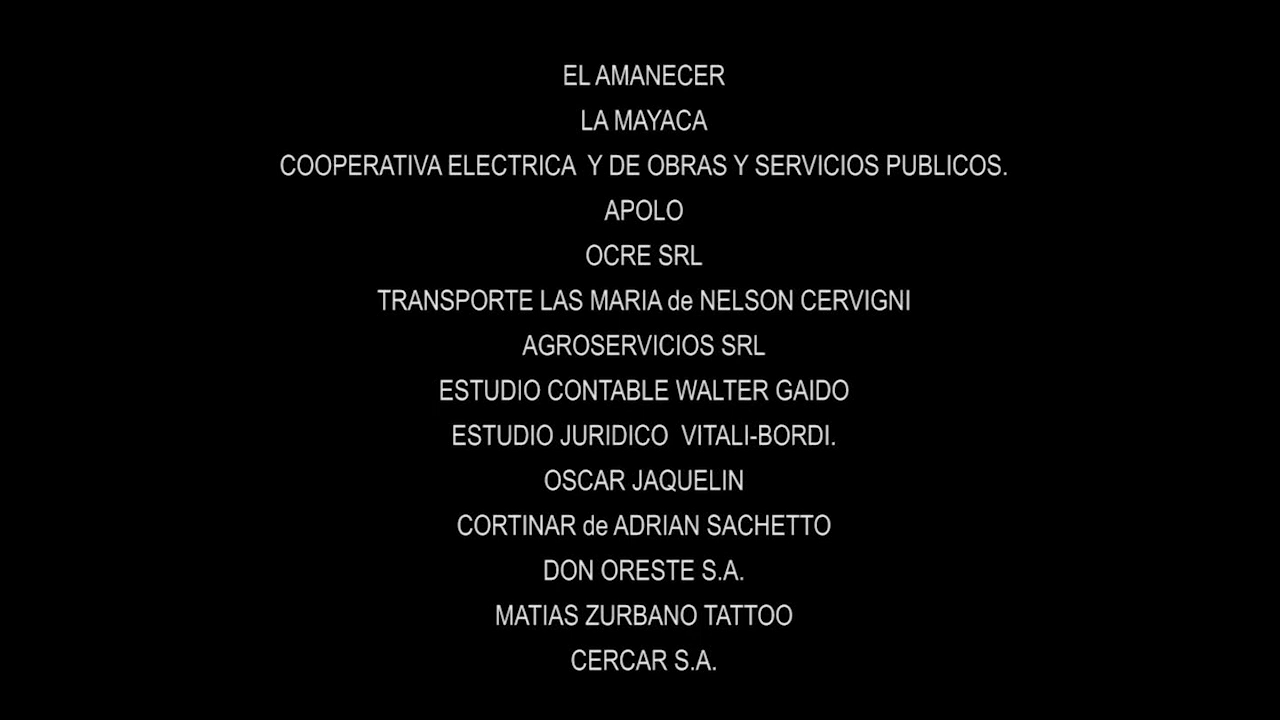 EL AMANECER
LA MAYACA
COOPERATIVA ELECTRICA  Y DE OBRAS Y SERVICIOS PUBLICOS.
APOLO
OCRE SRL
TRANSPORTE LAS MARIA de NELSON CERVIGNI
AGROSERVICIOS SRL
ESTUDIO CONTABLE WALTER GAIDO
ESTUDIO JURIDICO  VITALI-BORDI.
OSCAR JAQUELIN
CORTINAR de ADRIAN SACHETTO
DON ORESTE S.A.
MATIAS ZURBANO TATTOO
CERCAR S.A.